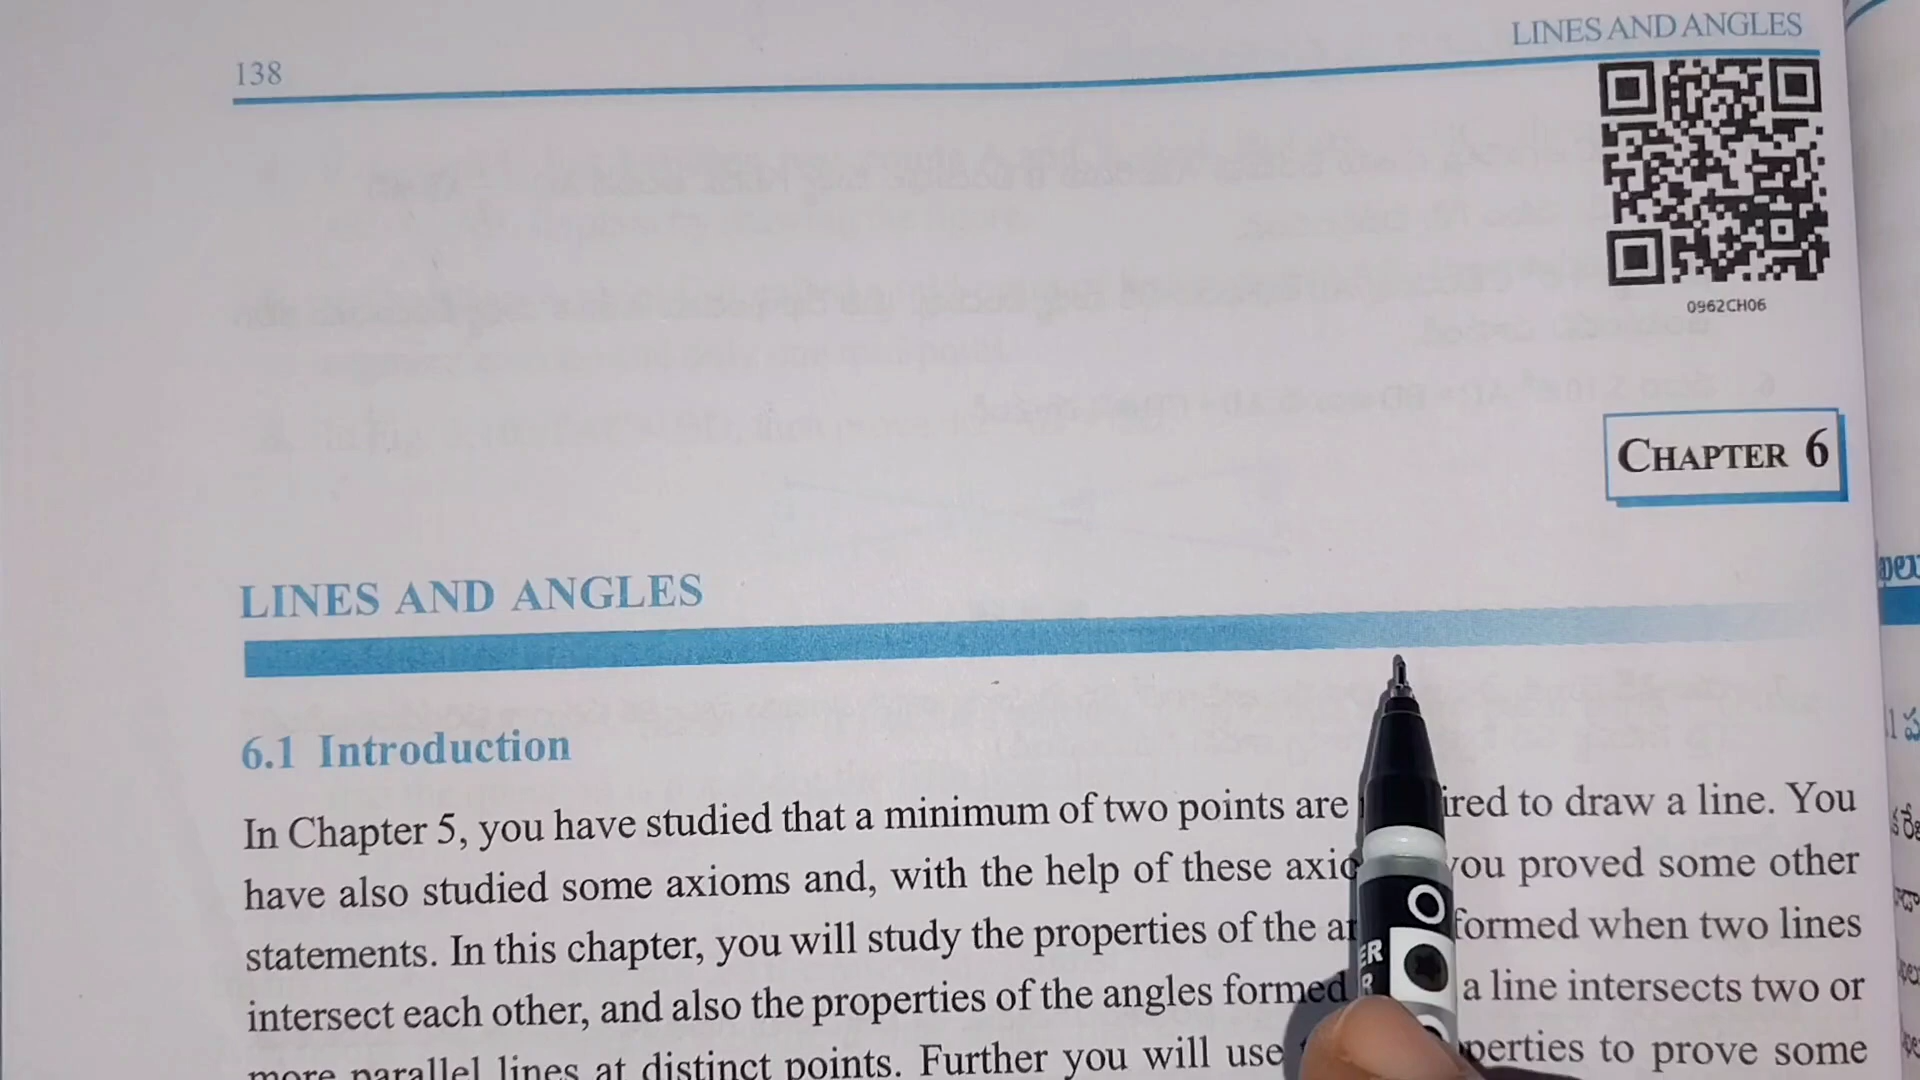 138
LINES AND ANGLES
0962CH06
CHAPTER 6
LINES AND ANGLES
6.1 Introduction
In Chapter 5, you have studied that a minimum of two points are ired to draw a line. You
have also studied some axioms and, with the help of these axio you proved some other
statements. In this chapter, you will study the properties of the formed when two lines
intersect each other, and also the properties of the angles formed a line intersects two or
more parallel lines at distinct points. Further you will use perties to prove some